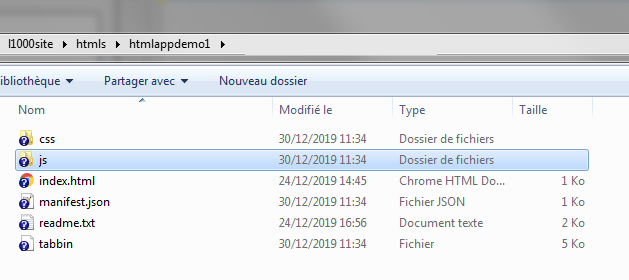 l1000site ▸ htmls ▸ htmlappdemo1 ▸
ibliothèque ▾ Partager avec ▾ Nouveau dossier
Nom Modifié le Type Taille
css 30/12/2019 11:34 Dossier de fichiers
js 30/12/2019 11:34 Dossier de fichiers
index.html 24/12/2019 14:45 Chrome HTML Do... 1 Ko
manifest.json 30/12/2019 11:34 Fichier JSON 1 Ko
readme.txt 24/12/2019 16:56 Document texte 2 Ko
tabbin 30/12/2019 11:34 Fichier 5 Ko